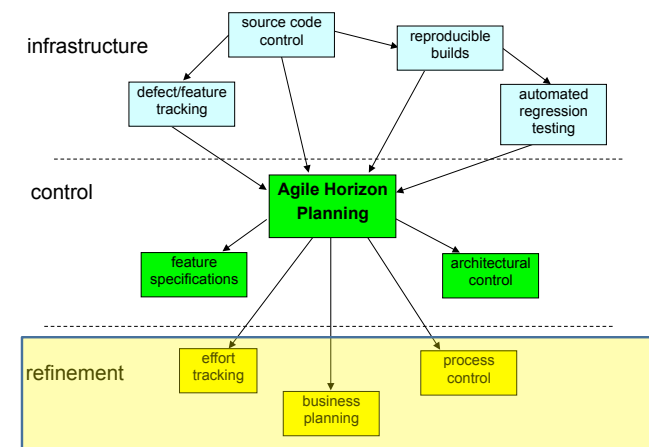 infrastructure
source code
control
reproducible
builds
defect/feature
tracking
automated
regression
testing
control
Agile Horizon
Planning
feature
specifications
architectural
control
refinement
effort
tracking
process
control
business
planning